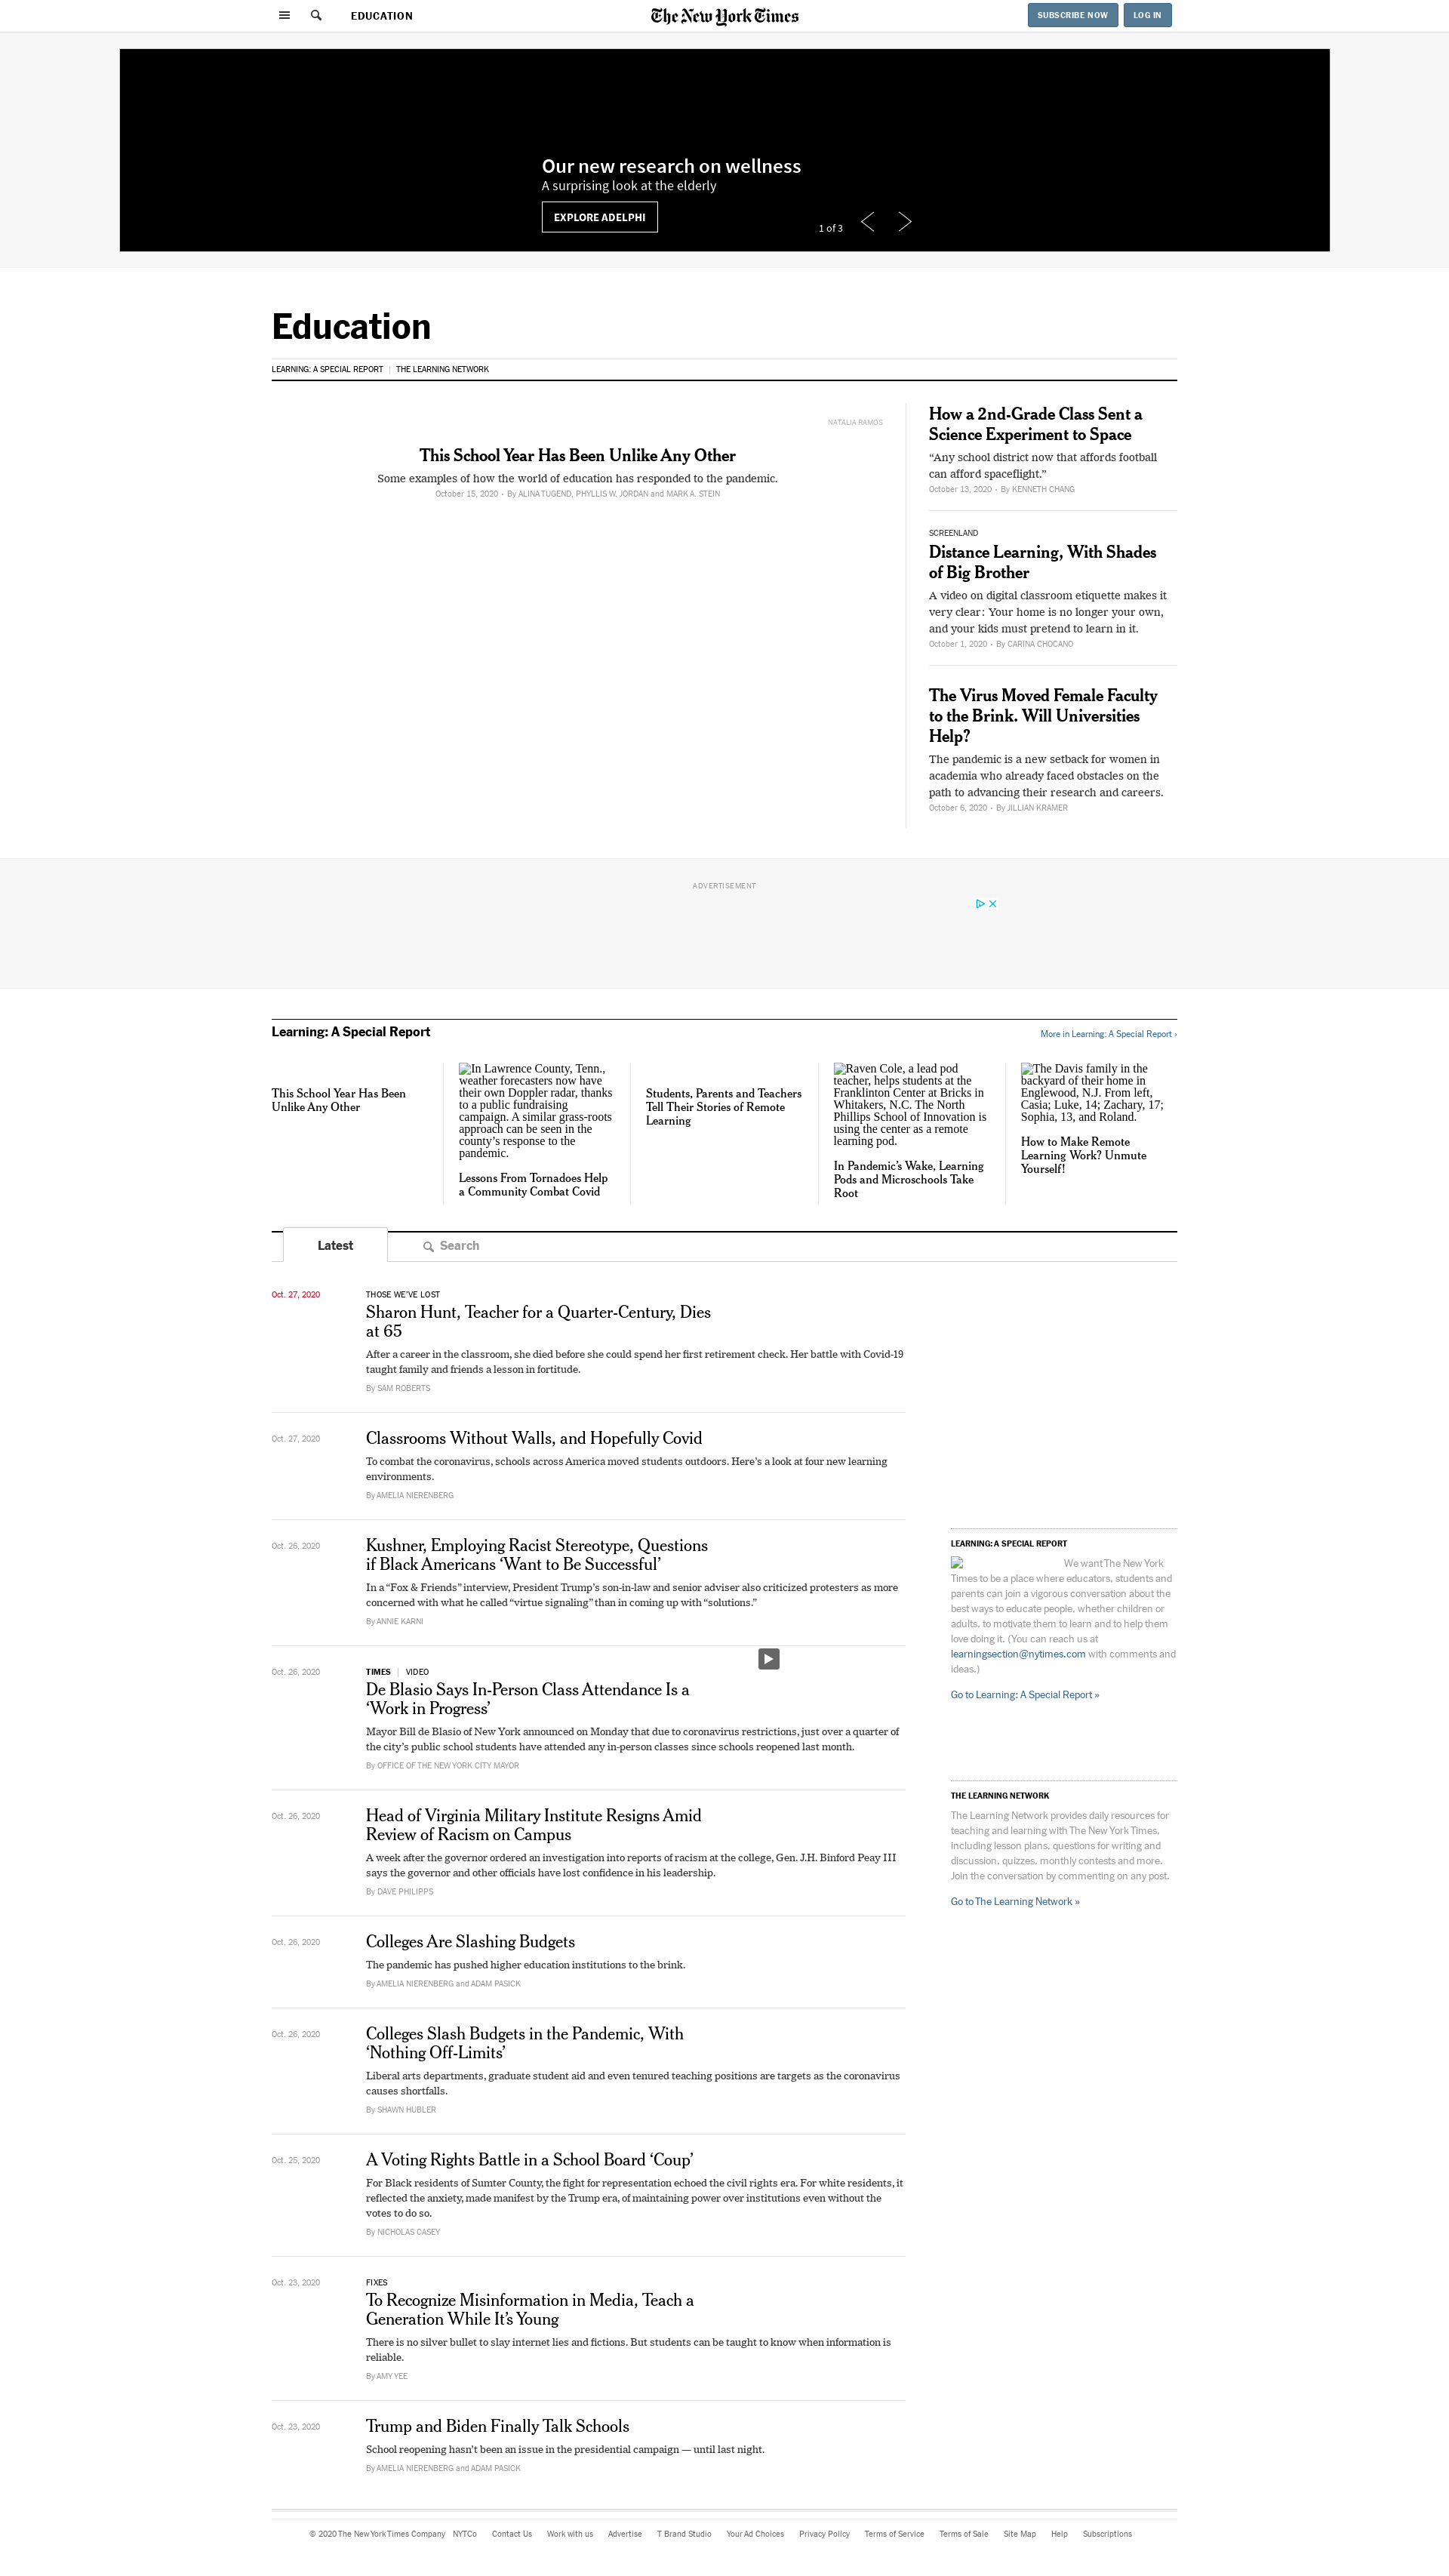 EDUCATION
The New York Times
SUBSCRIBE NOW
LOG IN
Our new research on wellness
A surprising look at the elderly
EXPLORE ADELPHI
1 of 3
Education
LEARNING: A SPECIAL REPORT | THE LEARNING NETWORK
NATALIA RAMOS
This School Year Has Been Unlike Any Other
Some examples of how the world of education has responded to the pandemic.
October 15, 2020 • By ALINA TUGEND, PHYLLIS W. JORDAN and MARK A. STEIN
How a 2nd-Grade Class Sent a
Science Experiment to Space
“Any school district now that affords football
can afford spaceflight.”
October 13, 2020 • By KENNETH CHANG
SCREENLAND
Distance Learning, With Shades
of Big Brother
A video on digital classroom etiquette makes it
very clear: Your home is no longer your own,
and your kids must pretend to learn in it.
October 1, 2020 • By CARINA CHOCANO
The Virus Moved Female Faculty
to the Brink. Will Universities
Help?
The pandemic is a new setback for women in
academia who already faced obstacles on the
path to advancing their research and careers.
October 6, 2020 • By JILLIAN KRAMER
ADVERTISEMENT
Learning: A Special Report
More in Learning: A Special Report ›
This School Year Has Been
Unlike Any Other
In Lawrence County, Tenn.,
weather forecasters now have
their own Doppler radar, thanks
to a public fundraising
campaign. A similar grass-roots
approach can be seen in the
county’s response to the
pandemic.
Lessons From Tornadoes Help
a Community Combat Covid
Students, Parents and Teachers
Tell Their Stories of Remote
Learning
Raven Cole, a lead pod
teacher, helps students at the
Franklinton Center at Bricks in
Whitakers, N.C. The North
Phillips School of Innovation is
using the center as a remote
learning pod.
In Pandemic’s Wake, Learning
Pods and Microschools Take
Root
The Davis family in the
backyard of their home in
Englewood, N.J. From left,
Casia; Luke, 14; Zachary, 17;
Sophia, 13, and Roland.
How to Make Remote
Learning Work? Unmute
Yourself!
Latest
Search
Oct. 27, 2020
THOSE WE’VE LOST
Sharon Hunt, Teacher for a Quarter-Century, Dies
at 65
After a career in the classroom, she died before she could spend her first retirement check. Her battle with Covid-19
taught family and friends a lesson in fortitude.
By SAM ROBERTS
Oct. 27, 2020
Classrooms Without Walls, and Hopefully Covid
To combat the coronavirus, schools across America moved students outdoors. Here’s a look at four new learning
environments.
By AMELIA NIERENBERG
Oct. 26, 2020
Kushner, Employing Racist Stereotype, Questions
if Black Americans ‘Want to Be Successful’
In a “Fox & Friends” interview, President Trump’s son-in-law and senior adviser also criticized protesters as more
concerned with what he called “virtue signaling” than in coming up with “solutions.”
By ANNIE KARNI
Oct. 26, 2020
TIMES | VIDEO
De Blasio Says In-Person Class Attendance Is a
‘Work in Progress’
Mayor Bill de Blasio of New York announced on Monday that due to coronavirus restrictions, just over a quarter of
the city’s public school students have attended any in-person classes since schools reopened last month.
By OFFICE OF THE NEW YORK CITY MAYOR
Oct. 26, 2020
Head of Virginia Military Institute Resigns Amid
Review of Racism on Campus
A week after the governor ordered an investigation into reports of racism at the college, Gen. J.H. Binford Peay III
says the governor and other officials have lost confidence in his leadership.
By DAVE PHILIPPS
Oct. 26, 2020
Colleges Are Slashing Budgets
The pandemic has pushed higher education institutions to the brink.
By AMELIA NIERENBERG and ADAM PASICK
Oct. 26, 2020
Colleges Slash Budgets in the Pandemic, With
‘Nothing Off-Limits’
Liberal arts departments, graduate student aid and even tenured teaching positions are targets as the coronavirus
causes shortfalls.
By SHAWN HUBLER
Oct. 25, 2020
A Voting Rights Battle in a School Board ‘Coup’
For Black residents of Sumter County, the fight for representation echoed the civil rights era. For white residents, it
reflected the anxiety, made manifest by the Trump era, of maintaining power over institutions even without the
votes to do so.
By NICHOLAS CASEY
Oct. 23, 2020
FIXES
To Recognize Misinformation in Media, Teach a
Generation While It’s Young
There is no silver bullet to slay internet lies and fictions. But students can be taught to know when information is
reliable.
By AMY YEE
Oct. 23, 2020
Trump and Biden Finally Talk Schools
School reopening hasn’t been an issue in the presidential campaign — until last night.
By AMELIA NIERENBERG and ADAM PASICK
LEARNING: A SPECIAL REPORT
We want The New York
Times to be a place where educators, students and
parents can join a vigorous conversation about the
best ways to educate people, whether children or
adults, to motivate them to learn and to help them
love doing it. (You can reach us at
learningsection@nytimes.com with comments and
ideas.)
Go to Learning: A Special Report »
THE LEARNING NETWORK
The Learning Network provides daily resources for
teaching and learning with The New York Times,
including lesson plans, questions for writing and
discussion, quizzes, monthly contests and more.
Join the conversation by commenting on any post.
Go to The Learning Network »
© 2020 The New York Times Company NYTCo Contact Us Work with us Advertise T Brand Studio Your Ad Choices Privacy Policy Terms of Service Terms of Sale Site Map Help Subscriptions